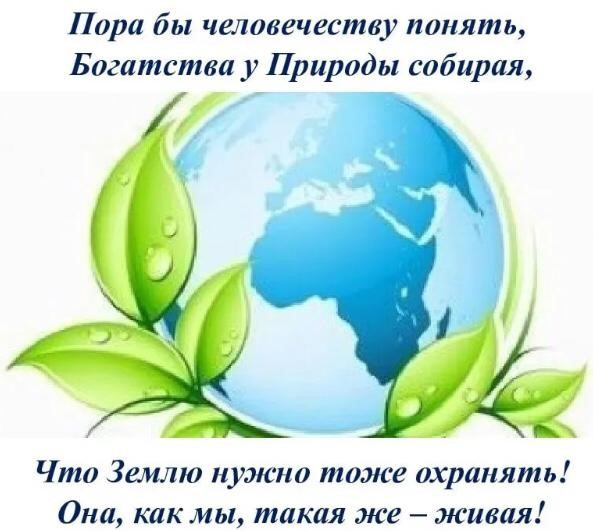 Пора бы человечеству понять,
Богатства у Природы собирая,
Что Землю нужно тоже охранять!
Она, как мы, такая же – живая!